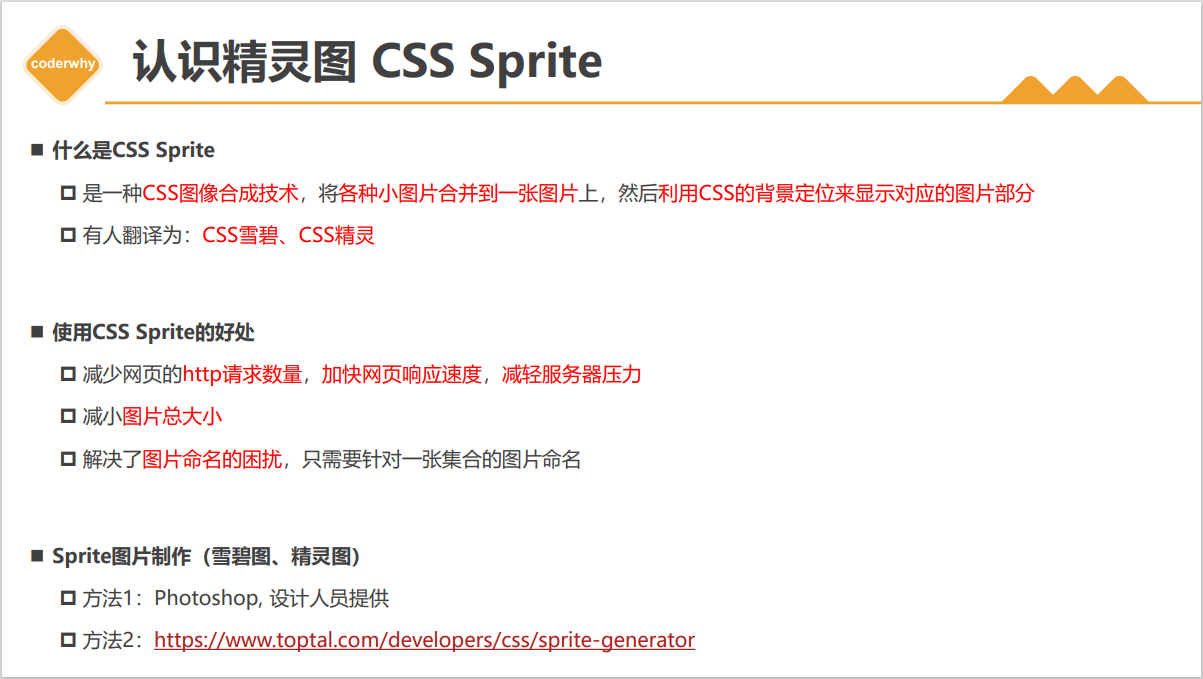 coderwhy
认识精灵图 CSS Sprite
什么是CSS Sprite
是一种CSS图像合成技术，将各种小图片合并到一张图片上，然后利用CSS的背景定位来显示对应的图片部分
有人翻译为：CSS雪碧、CSS精灵
使用CSS Sprite的好处
减少网页的http请求数量，加快网页响应速度，减轻服务器压力
减小图片总大小
解决了图片命名的困扰，只需要针对一张集合的图片命名
Sprite图片制作（雪碧图、精灵图）
方法1：Photoshop, 设计人员提供
方法2：https://www.toptal.com/developers/css/sprite-generator